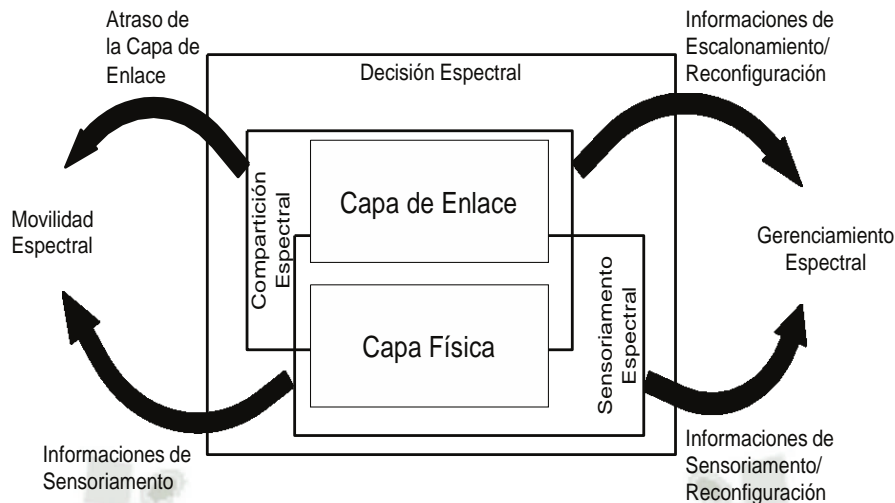 Atraso de
la Capa de
Enlace
Informaciones de
Escalonamiento/
Reconfiguración
Decisión Espectral
Compartición
Espectral
Capa de Enlace
Movilidad
Espectral
Gerenciamiento
Espectral
Capa Física
Sensoriamento
Espectral
Informaciones de
Sensoriamento
Informaciones de
Sensoriamento/
Reconfiguración